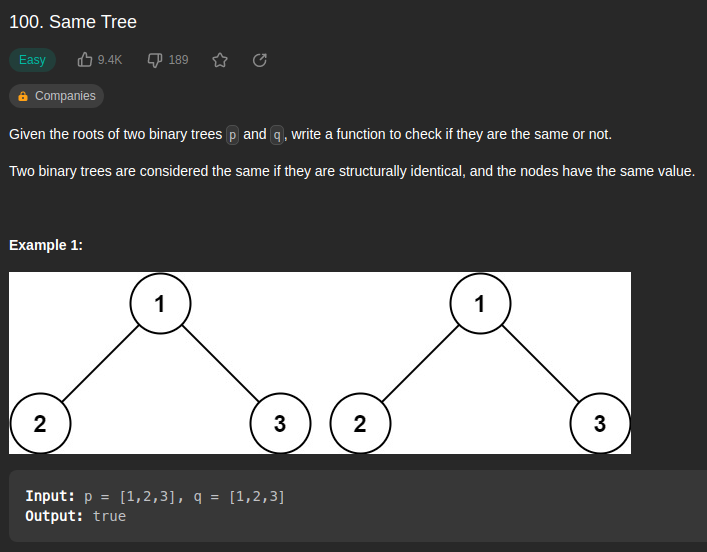 100. Same Tree
Easy 9.4K 189
Companies
Given the roots of two binary trees p and q, write a function to check if they are the same or not.
Two binary trees are considered the same if they are structurally identical, and the nodes have the same value.
Example 1:
1 1
2 3 2 3
Input: p = [1,2,3], q = [1,2,3]
Output: true